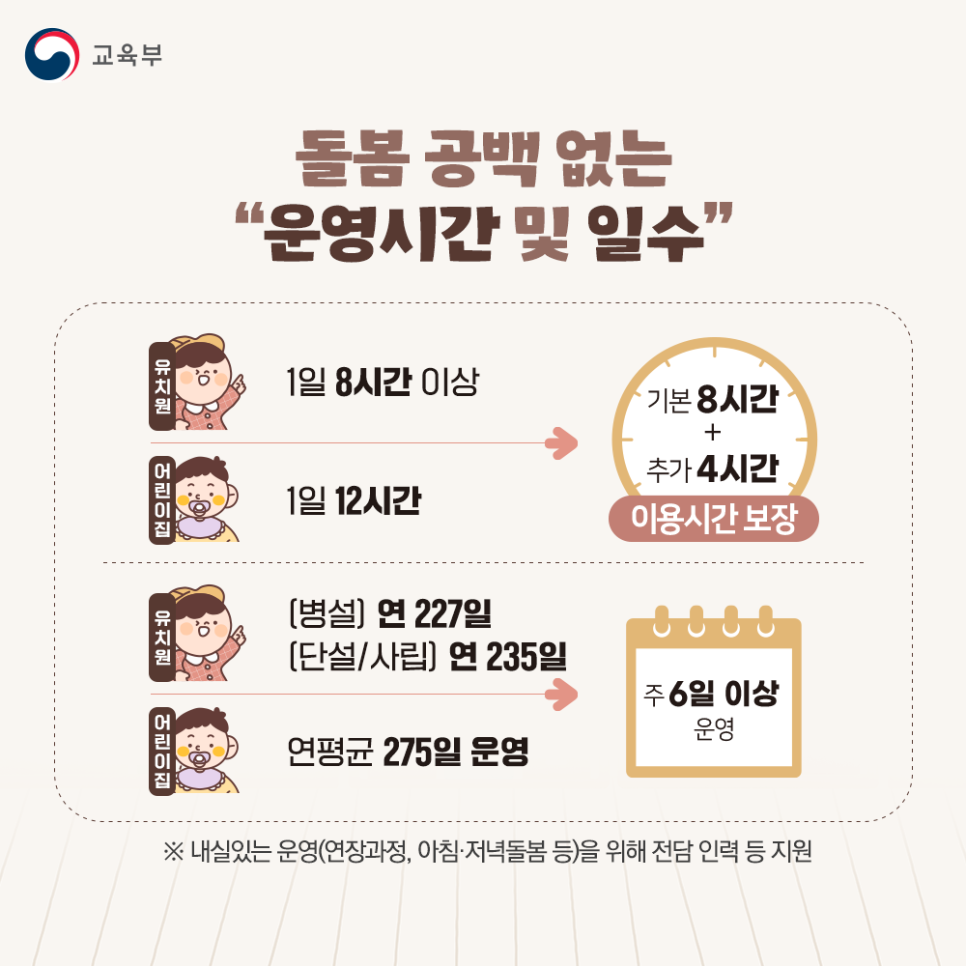 교육부
돌봄 공백 없는
“운영시간 및 일수”
유치원
1일 8시간 이상
어린이집
1일 12시간
기본 8시간
+
추가 4시간
이용시간 보장
유치원
(병설) 연 227일
(단설/사립) 연 235일
어린이집
연평균 275일 운영
주 6일 이상
운영
※ 내실있는 운영(연장과정, 아침·저녁돌봄 등)을 위해 전담 인력 등 지원